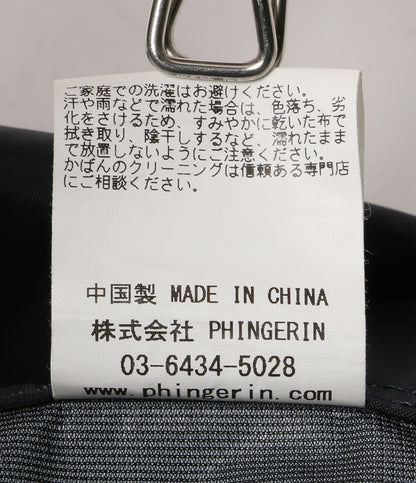 ご家庭での洗濯はお避けください。
汗や雨などで濡れた場合は、色落ち、劣
化をさけるため、すみやかに乾いた布で
拭き取り、陰干しするなど、濡れたまま
で放置しないようにご注意ください。
かばんのクリーニングは信頼ある専門店
にご相談ください。
中国製 MADE IN CHINA
株式会社 PHINGERIN
03-6434-5028
www.phingerin.com